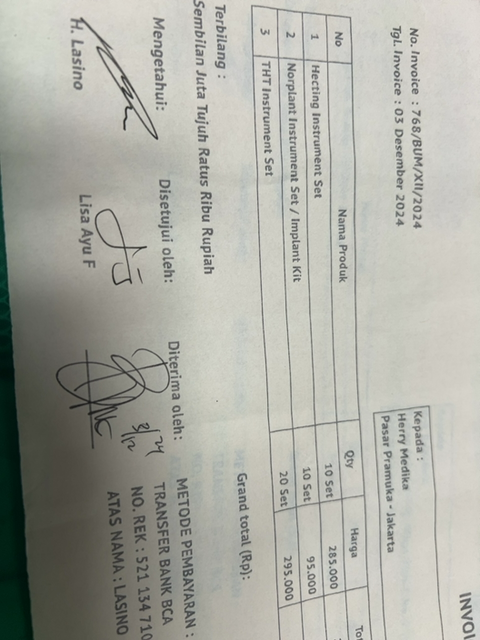 INVOI
No. Invoice : 768/BUM/XII/2024
Tgl. Invoice : 03 Desember 2024
Kepada :
Herry Medika
Pasar Pramuka - Jakarta
No Nama Produk Qty Harga Tot
1 Hecting Instrument Set 10 Set 285.000
2 Norplant Instrument Set / Implant Kit 10 Set 95.000
3 THT Instrument Set 20 Set 295.000
Grand total (Rp):
Terbilang :
Sembilan Juta Tujuh Ratus Ribu Rupiah
Mengetahui: Disetujui oleh: Diterima oleh:
3/12 24
H. Lasino Lisa Ayu F
METODE PEMBAYARAN :
TRANSFER BANK BCA
NO. REK : 521 134 710
ATAS NAMA : LASINO